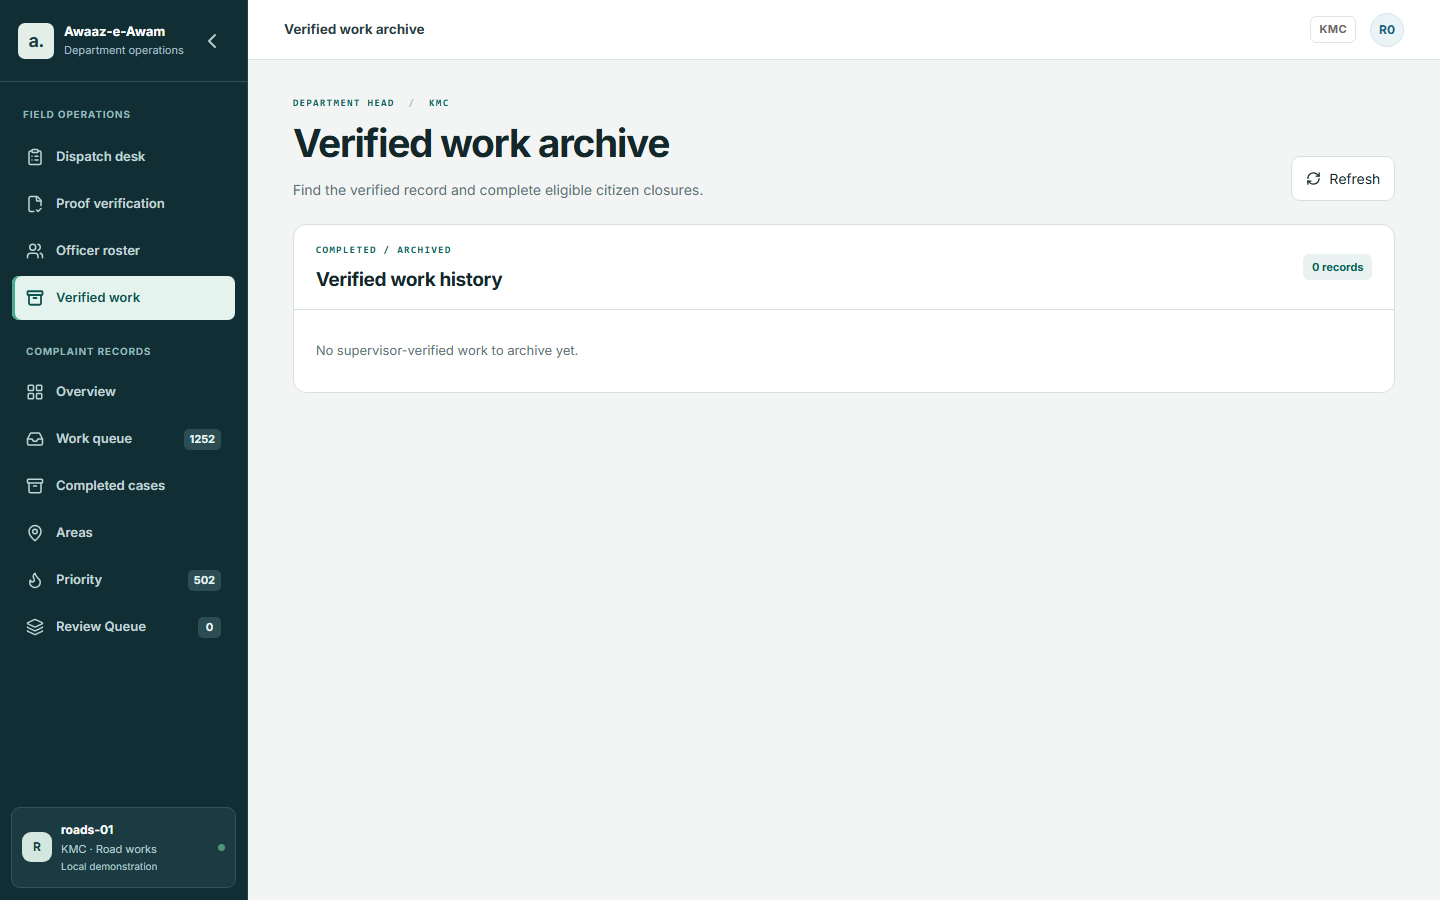 a.
Awaaz-e-Awam
Department operations
FIELD OPERATIONS
Dispatch desk
Proof verification
Officer roster
Verified work
COMPLAINT RECORDS
Overview
Work queue 1252
Completed cases
Areas
Priority 502
Review Queue 0
R
roads-01
KMC · Road works
Local demonstration
Verified work archive
KMC
R0
DEPARTMENT HEAD / KMC
Verified work archive
Find the verified record and complete eligible citizen closures.
Refresh
COMPLETED / ARCHIVED
Verified work history
0 records
No supervisor-verified work to archive yet.